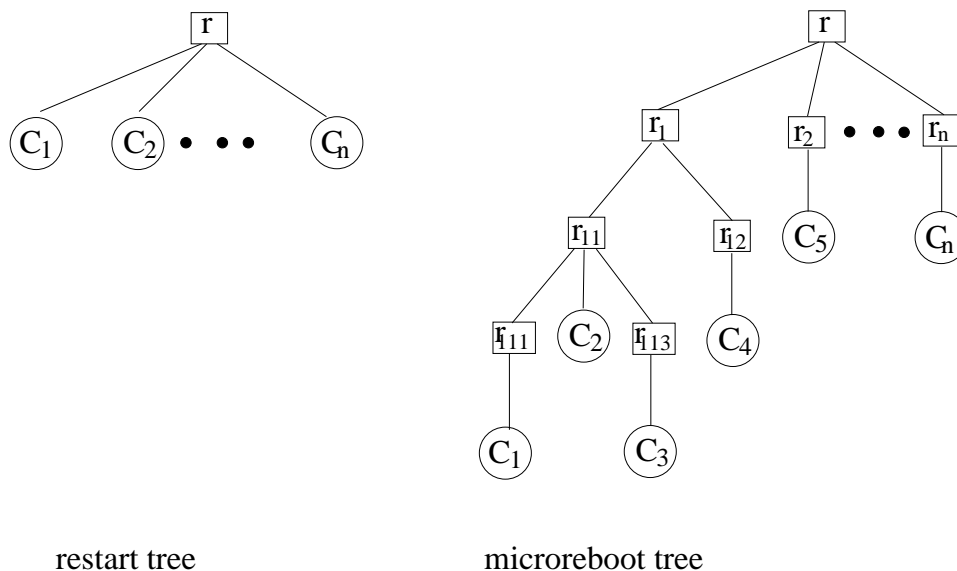 r r
r₁ r₂ rₙ
C₁ C₂ Cₙ
r₁₁ r₁₂ C₅ Cₙ
r₁₁₁ C₂ r₁₁₃ C₄
C₁ C₃
restart tree microreboot tree